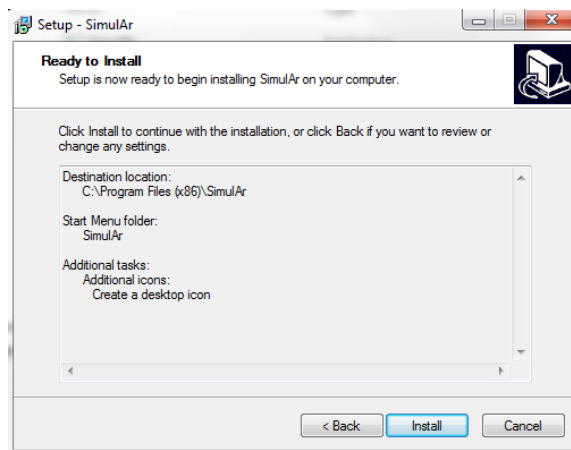 Setup - SimulAr
Ready to Install
Setup is now ready to begin installing SimulAr on your computer.
Click Install to continue with the installation, or click Back if you want to review or
change any settings.
Destination location:
C:\Program Files (x86)\SimulAr
Start Menu folder:
SimulAr
Additional tasks:
Additional icons:
Create a desktop icon
< Back
Install
Cancel